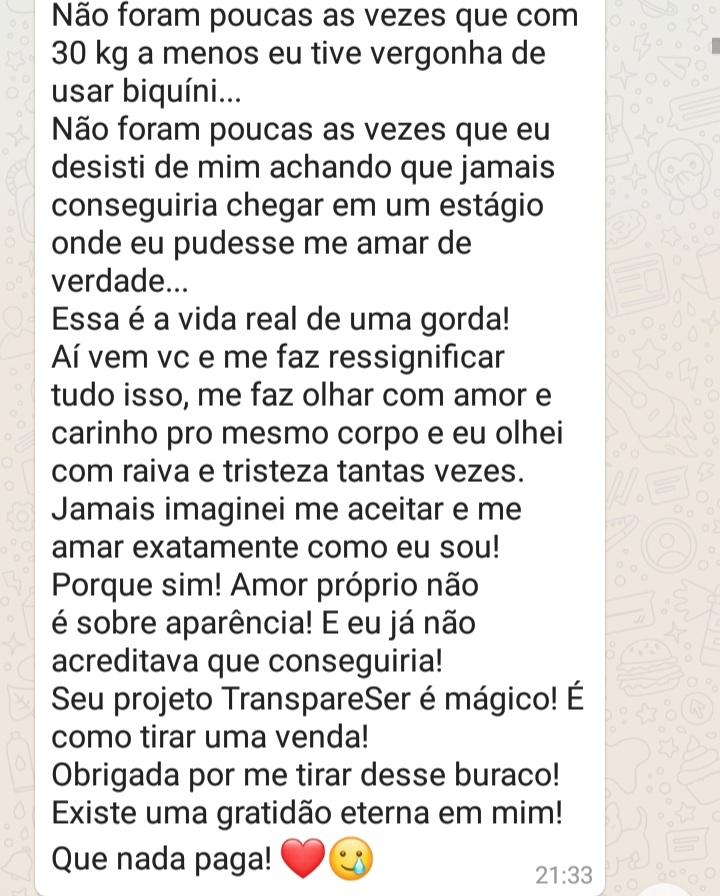 Não foram poucas as vezes que com
30 kg a menos eu tive vergonha de
usar biquíni...
Não foram poucas as vezes que eu
desisti de mim achando que jamais
conseguiria chegar em um estágio
onde eu pudesse me amar de
verdade...
Essa é a vida real de uma gorda!
Aí vem vc e me faz ressignificar
tudo isso, me faz olhar com amor e
carinho pro mesmo corpo e eu olhei
com raiva e tristeza tantas vezes.
Jamais imaginei me aceitar e me
amar exatamente como eu sou!
Porque sim! Amor próprio não
é sobre aparência! E eu já não
acreditava que conseguiria!
Seu projeto TranspareSer é mágico! É
como tirar uma venda!
Obrigada por me tirar desse buraco!
Existe uma gratidão eterna em mim!
Que nada paga! ❤️🥲
21:33